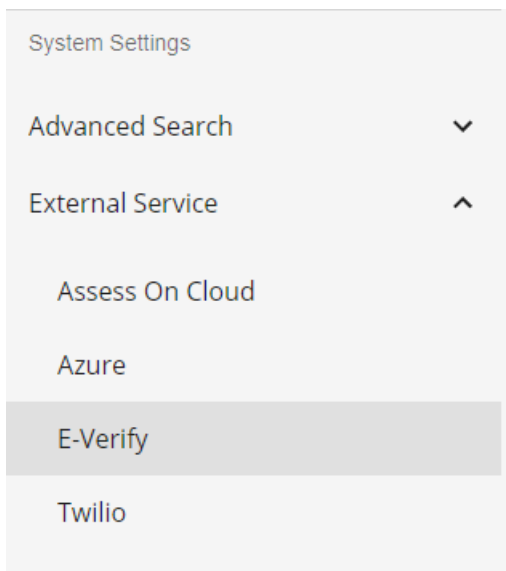 System Settings
Advanced Search
External Service
Assess On Cloud
Azure
E-Verify
Twilio